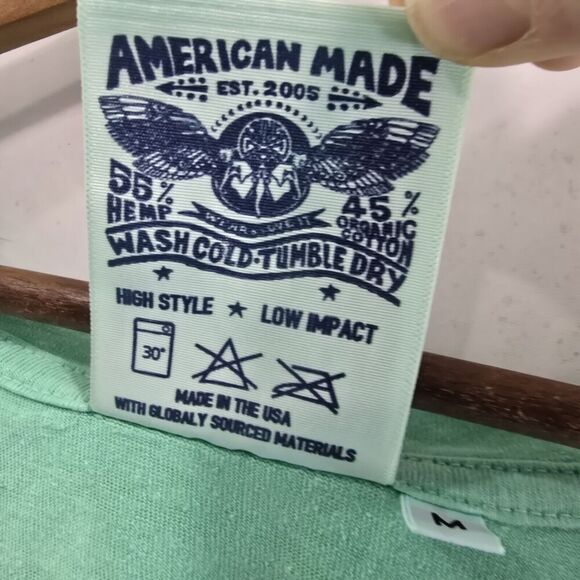 AMERICAN MADE
EST. 2005
55% HEMP
45% ORGANIC COTTON
WASH COLD · TUMBLE DRY
HIGH STYLE ★ LOW IMPACT
30°
MADE IN THE USA
WITH GLOBALY SOURCED MATERIALS
M